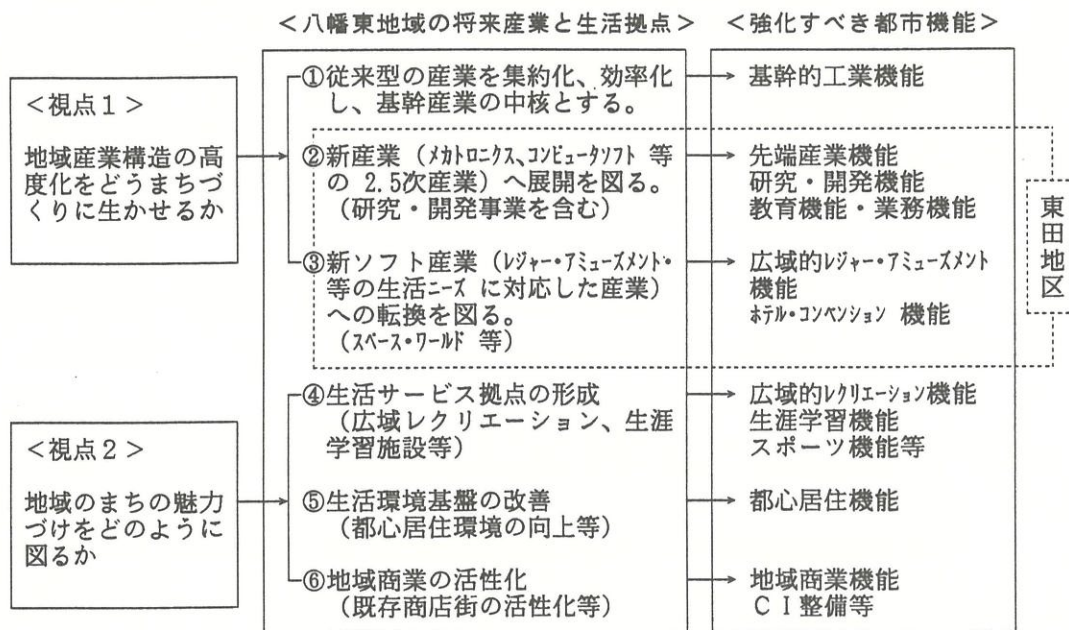 ＜八幡東地域の将来産業と生活拠点＞
＜強化すべき都市機能＞
＜視点１＞
地域産業構造の高
度化をどうまちづ
くりに生かせるか
①従来型の産業を集約化、効率化
し、基幹産業の中核とする。
基幹的工業機能
②新産業（メカトロニクス、コンピュータソフト 等
の 2.5次産業）へ展開を図る。
（研究・開発事業を含む）
先端産業機能
研究・開発機能
教育機能・業務機能
③新ソフト産業（レジャー・アミューズメント・
等の生活ニーズ に対応した産業）
への転換を図る。
（スペース・ワールド 等）
広域的レジャー・アミューズメント
機能
ホテル・コンベンション 機能
東田地区
＜視点２＞
地域のまちの魅力
づけをどのように
図るか
④生活サービス拠点の形成
（広域レクリエーション、生涯
学習施設等）
広域的レクリエーション機能
生涯学習機能
スポーツ機能等
⑤生活環境基盤の改善
（都心居住環境の向上等）
都心居住機能
⑥地域商業の活性化
（既存商店街の活性化等）
地域商業機能
ＣＩ整備等